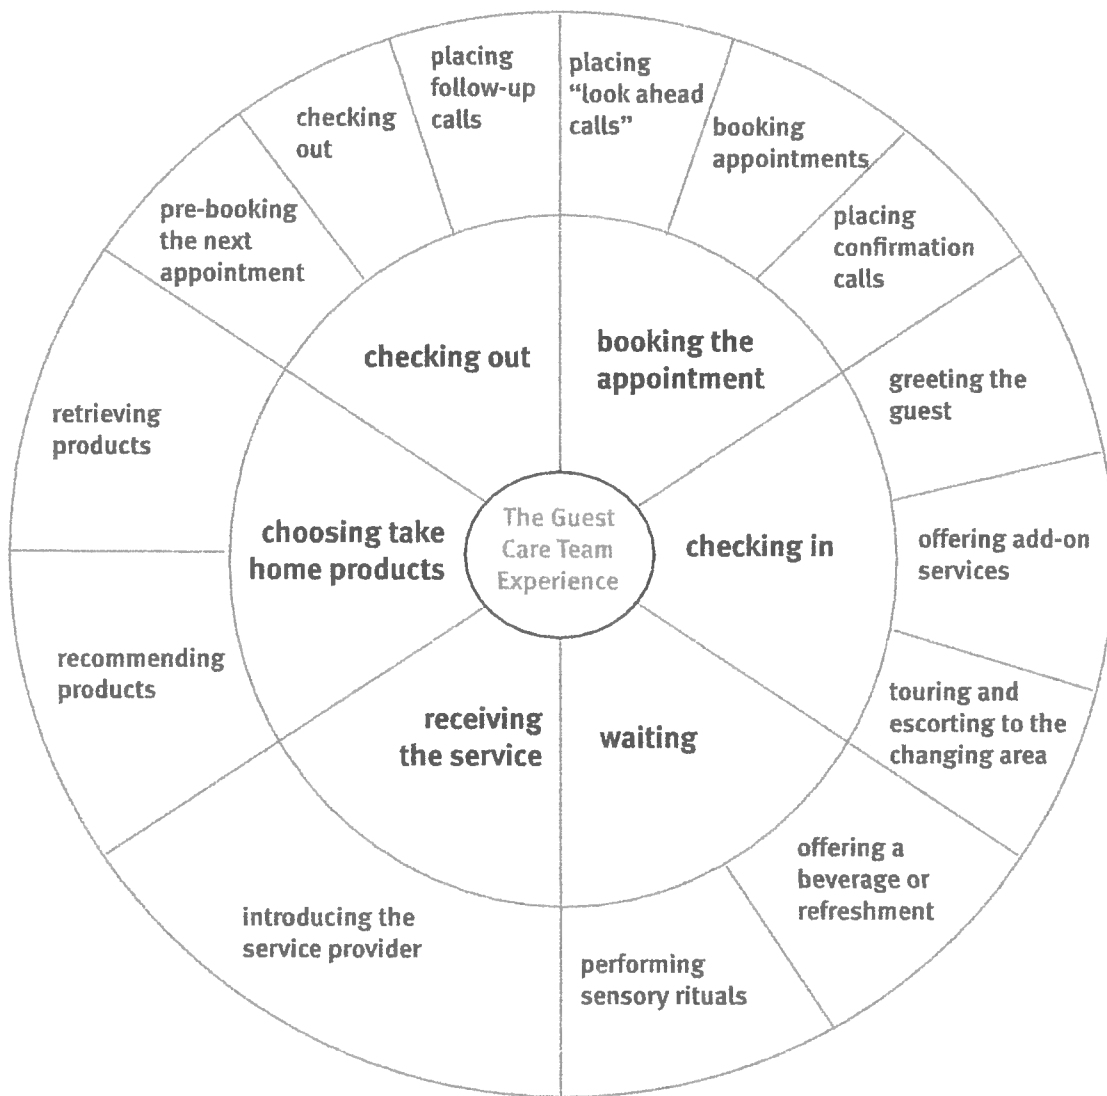 placing
follow-up
calls
placing
“look ahead
calls”
checking
out
booking
appointments
pre-booking
the next
appointment
placing
confirmation
calls
checking out
booking the
appointment
greeting the
guest
retrieving
products
choosing take
home products
The Guest
Care Team
Experience
checking in
offering add-on
services
recommending
products
receiving
the service
waiting
touring and
escorting to the
changing area
offering a
beverage or
refreshment
introducing the
service provider
performing
sensory rituals